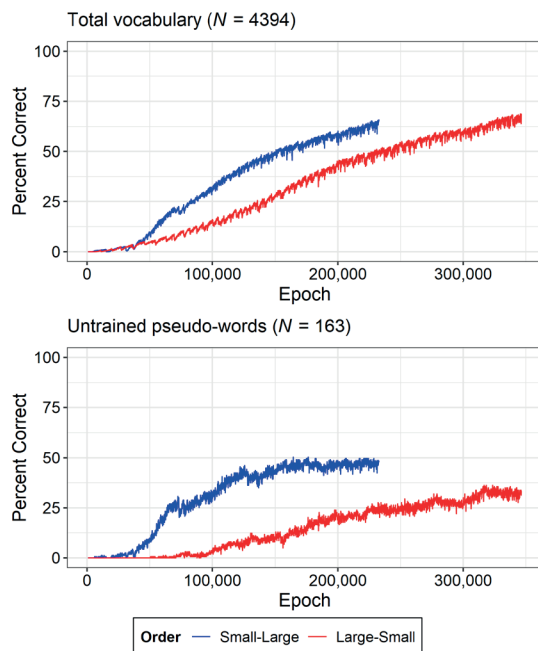 Total vocabulary (N = 4394)
100
75
50
25
0
Percent Correct
0 100,000 200,000 300,000
Epoch
Untrained pseudo-words (N = 163)
100
75
50
25
0
Percent Correct
0 100,000 200,000 300,000
Epoch
Order Small-Large Large-Small